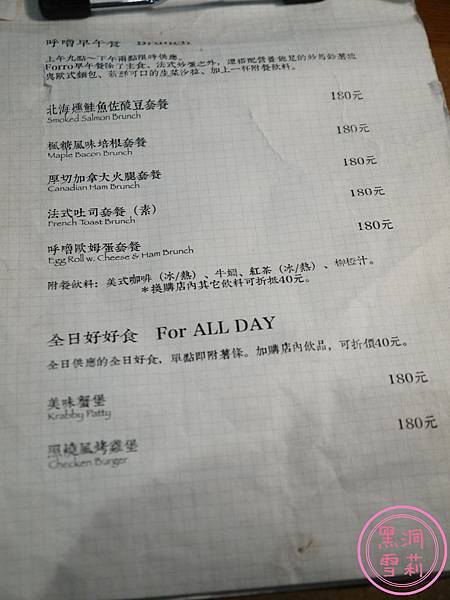 呼嚕早午餐 Brunch
上午九點～下午兩點限時供應。
Forro早午餐除了主食、法式炒蛋之外，還搭配營養飽足的炒馬鈴薯塊
與歐式麵包、新鮮可口的生菜沙拉、加上一杯附餐飲料。
北海燻鮭魚佐酸豆套餐 180元
Smoked Salmon Brunch
楓糖風味培根套餐 180元
Maple Bacon Brunch
厚切加拿大火腿套餐 180元
Canadian Ham Brunch
法式吐司套餐（素） 180元
French Toast Brunch
呼嚕歐姆蛋套餐 180元
Egg Roll w. Cheese & Ham Brunch
附餐飲料：美式咖啡（冰/熱）、牛奶、紅茶（冰/熱）、柳橙汁。
＊換購店內其它飲料可折抵40元。
全日好好食 For ALL DAY
全日供應的全日好食，單點即附薯條。加購店內飲品，可折價40元。
美味蟹堡 180元
Krabby Patty
照燒風烤雞堡 180元
Checken Burger
黑洞
雪莉